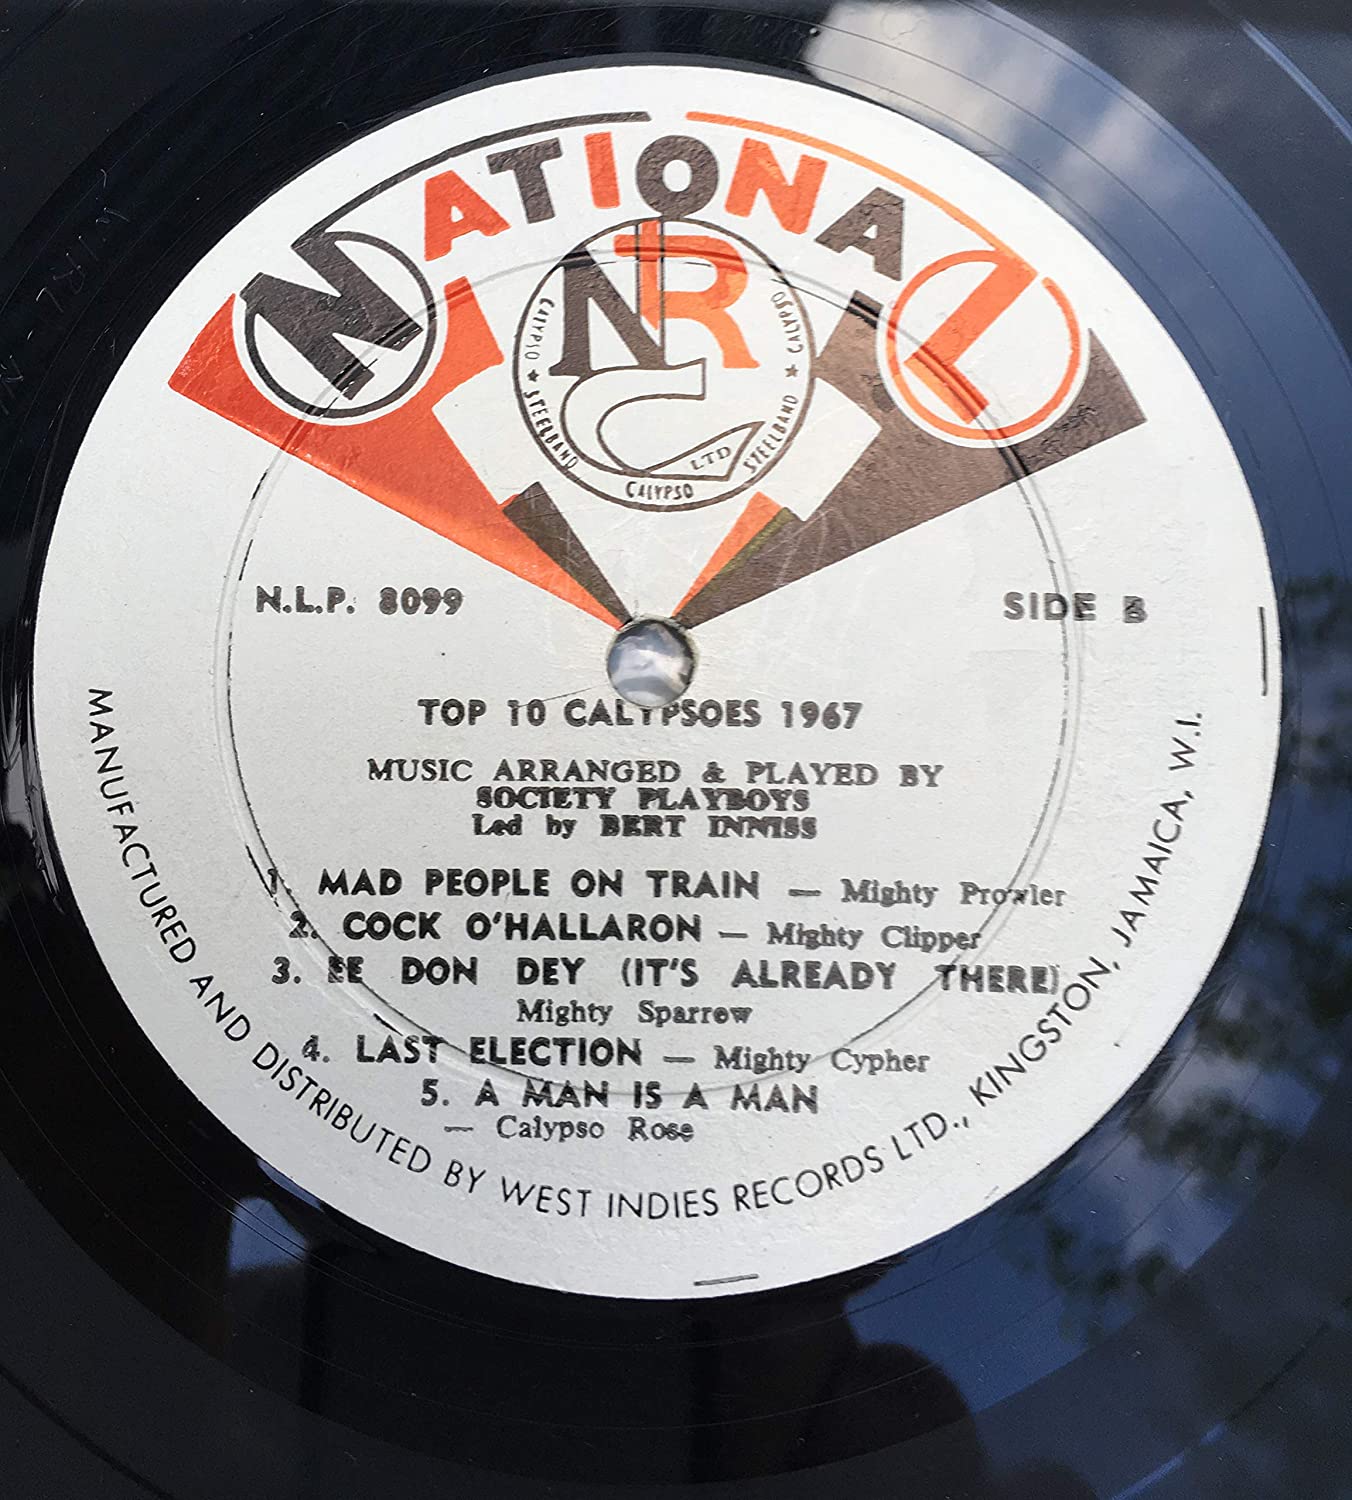 NATIONAL
NR
LTD
CALYPSO ★ STEELBAND CALYPSO STEELBAND ★ CALYPSO
N.L.P. 8099
SIDE B
TOP 10 CALYPSOES 1967
MUSIC ARRANGED & PLAYED BY
SOCIETY PLAYBOYS
Led by BERT INNISS
1. MAD PEOPLE ON TRAIN — Mighty Prowler
2. COCK O'HALLARON — Mighty Clipper
3. EE DON DEY (IT'S ALREADY THERE)
Mighty Sparrow
4. LAST ELECTION — Mighty Cypher
5. A MAN IS A MAN
— Calypso Rose
MANUFACTURED AND DISTRIBUTED BY WEST INDIES RECORDS LTD., KINGSTON, JAMAICA, W.I.